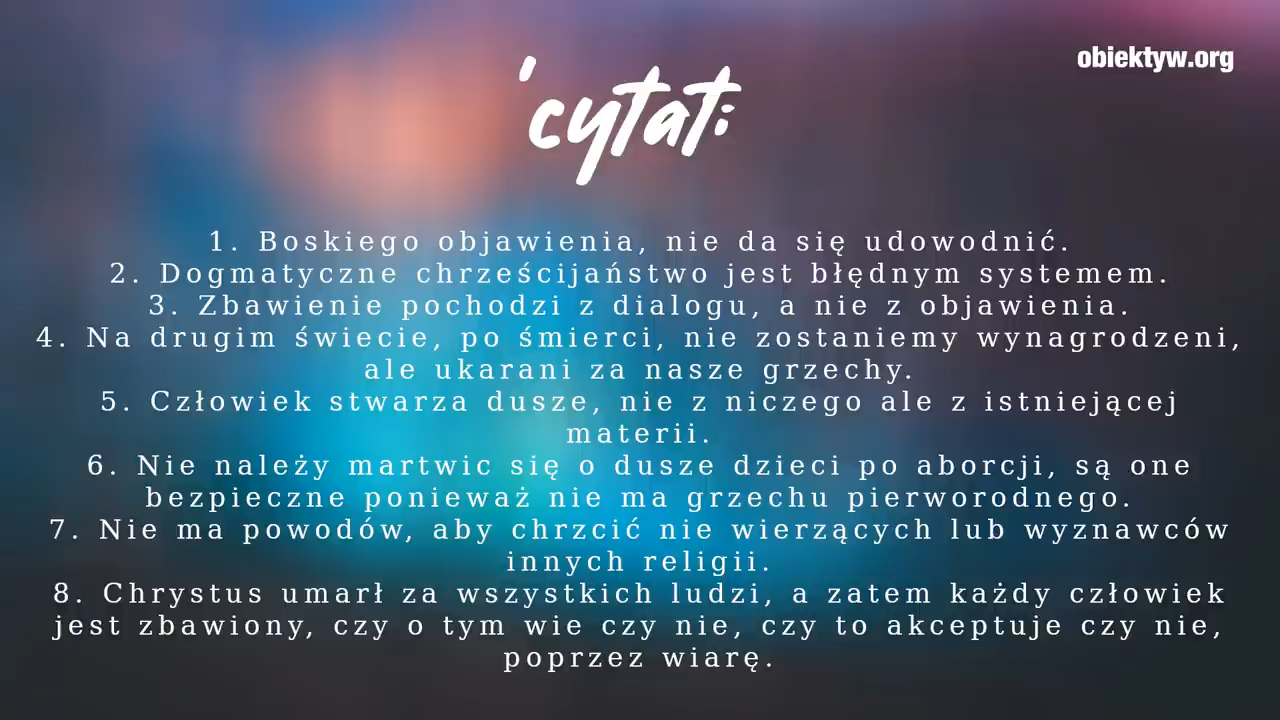 obiektyw.org
'cytat:
1. Boskiego objawienia, nie da się udowodnić.
2. Dogmatyczne chrześcijaństwo jest błędnym systemem.
3. Zbawienie pochodzi z dialogu, a nie z objawienia.
4. Na drugim świecie, po śmierci, nie zostaniemy wynagrodzeni,
ale ukarani za nasze grzechy.
5. Człowiek stwarza dusze, nie z niczego ale z istniejącej
materii.
6. Nie należy martwic się o dusze dzieci po aborcji, są one
bezpieczne ponieważ nie ma grzechu pierworodnego.
7. Nie ma powodów, aby chrzcić nie wierzących lub wyznawców
innych religii.
8. Chrystus umarł za wszystkich ludzi, a zatem każdy człowiek
jest zbawiony, czy o tym wie czy nie, czy to akceptuje czy nie,
poprzez wiarę.